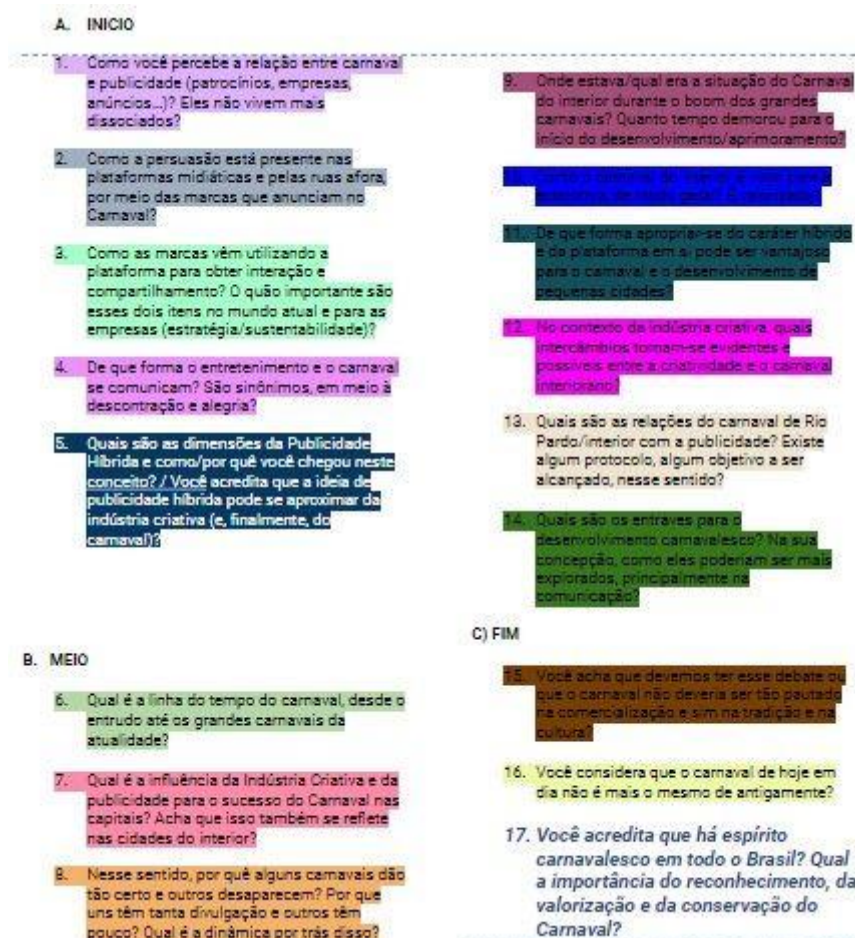 A. INICIO
1. Como você percebe a relação entre carnaval
e publicidade (patrocínios, empresas,
anúncios...)? Eles não vivem mais
dissociados?
2. Como a persuasão está presente nas
plataformas midiáticas e pelas ruas afora,
por meio das marcas que anunciam no
Carnaval?
3. Como as marcas vêm utilizando a
plataforma para obter interação e
compartilhamento? O quão importante são
esses dois itens no mundo atual e para as
empresas (estratégia/sustentabilidade)?
4. De que forma o entretenimento e o carnaval
se comunicam? São sinônimos, em meio à
descontração e alegria?
5. Quais são as dimensões da Publicidade
Híbrida e como/por quê você chegou neste
conceito? / Você acredita que a ideia de
publicidade híbrida pode se aproximar da
indústria criativa (e, finalmente, do
carnaval)?
B. MEIO
6. Qual é a linha do tempo do carnaval, desde o
entrudo até os grandes carnavais da
atualidade?
7. Qual é a influência da Indústria Criativa e da
publicidade para o sucesso do Carnaval nas
capitais? Acha que isso também se reflete
nas cidades do interior?
8. Nesse sentido, por quê alguns carnavais dão
tão certo e outros desaparecem? Por que
uns têm tanta divulgação e outros têm
pouco? Qual é a dinâmica por trás disso?
9. Onde estava/qual era a situação do Carnaval
do interior durante o boom dos grandes
carnavais? Quanto tempo demorou para o
início do desenvolvimento/aprimoramento?
11. De que forma apropriar-se do caráter híbrido
e da plataforma em si pode ser vantajoso
para o carnaval e o desenvolvimento de
pequenas cidades?
12. No contexto da indústria criativa, quais
intercâmbios tornam-se evidentes e
possíveis entre a criatividade e o carnaval
interiorano?
13. Quais são as relações do carnaval de Rio
Pardo/interior com a publicidade? Existe
algum protocolo, algum objetivo a ser
alcançado, nesse sentido?
14. Quais são os entraves para o
desenvolvimento carnavalesco? Na sua
concepção, como eles poderiam ser mais
explorados, principalmente na
comunicação?
C) FIM
15. Você acha que devemos ter esse debate ou
que o carnaval não deveria ser tão pautado
na comercialização e sim na tradição e na
cultura?
16. Você considera que o carnaval de hoje em
dia não é mais o mesmo de antigamente?
17. Você acredita que há espírito
carnavalesco em todo o Brasil? Qual
a importância do reconhecimento, da
valorização e da conservação do
Carnaval?